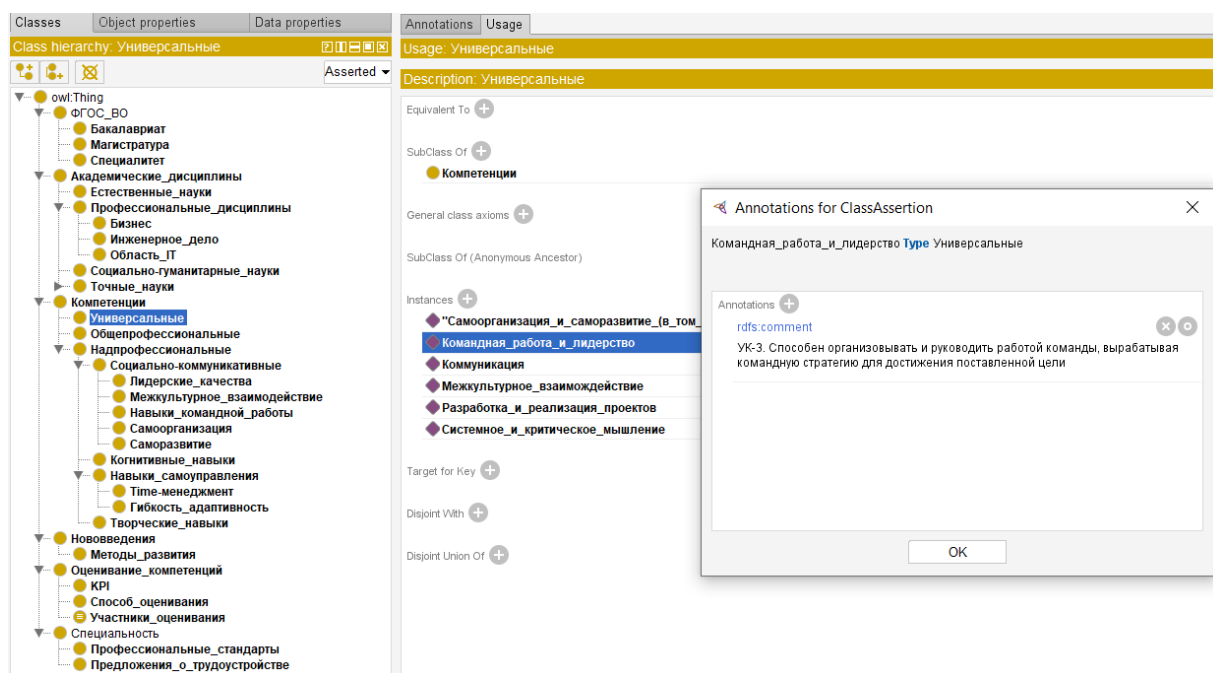 Classes Object properties Data properties
Class hierarchy: Универсальные
Asserted
owl:Thing
ФГОС_ВО
Бакалавриат
Магистратура
Специалитет
Академические_дисциплины
Естественные_науки
Профессиональные_дисциплины
Бизнес
Инженерное_дело
Область_IT
Социально-гуманитарные_науки
Точные_науки
Компетенции
Универсальные
Общепрофессиональные
Надпрофессиональные
Социально-коммуникативные
Лидерские_качества
Межкультурное_взаимодействие
Навыки_командной_работы
Самоорганизация
Саморазвитие
Когнитивные_навыки
Навыки_самоуправления
Time-менеджмент
Гибкость_адаптивность
Творческие_навыки
Нововведения
Методы_развития
Оценивание_компетенций
KPI
Способ_оценивания
Участники_оценивания
Специальность
Профессиональные_стандарты
Предложения_о_трудоустройстве
Annotations Usage
Usage: Универсальные
Description: Универсальные
Equivalent To
SubClass Of
Компетенции
General class axioms
SubClass Of (Anonymous Ancestor)
Instances
"Самоорганизация_и_саморазвитие_(в_том_
Командная_работа_и_лидерство
Коммуникация
Межкультурное_взаимождействие
Разработка_и_реализация_проектов
Системное_и_критическое_мышление
Target for Key
Disjoint With
Disjoint Union Of
Annotations for ClassAssertion
Командная_работа_и_лидерство Type Универсальные
Annotations
rdfs:comment
УК-3. Способен организовывать и руководить работой команды, вырабатывая
командную стратегию для достижения поставленной цели
OK